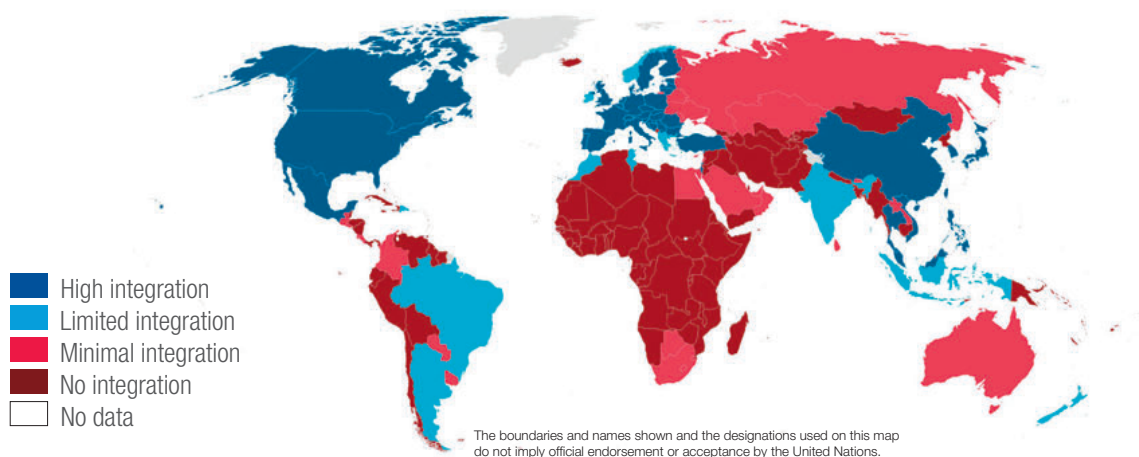 High integration
Limited integration
Minimal integration
No integration
No data
The boundaries and names shown and the designations used on this map
do not imply official endorsement or acceptance by the United Nations.